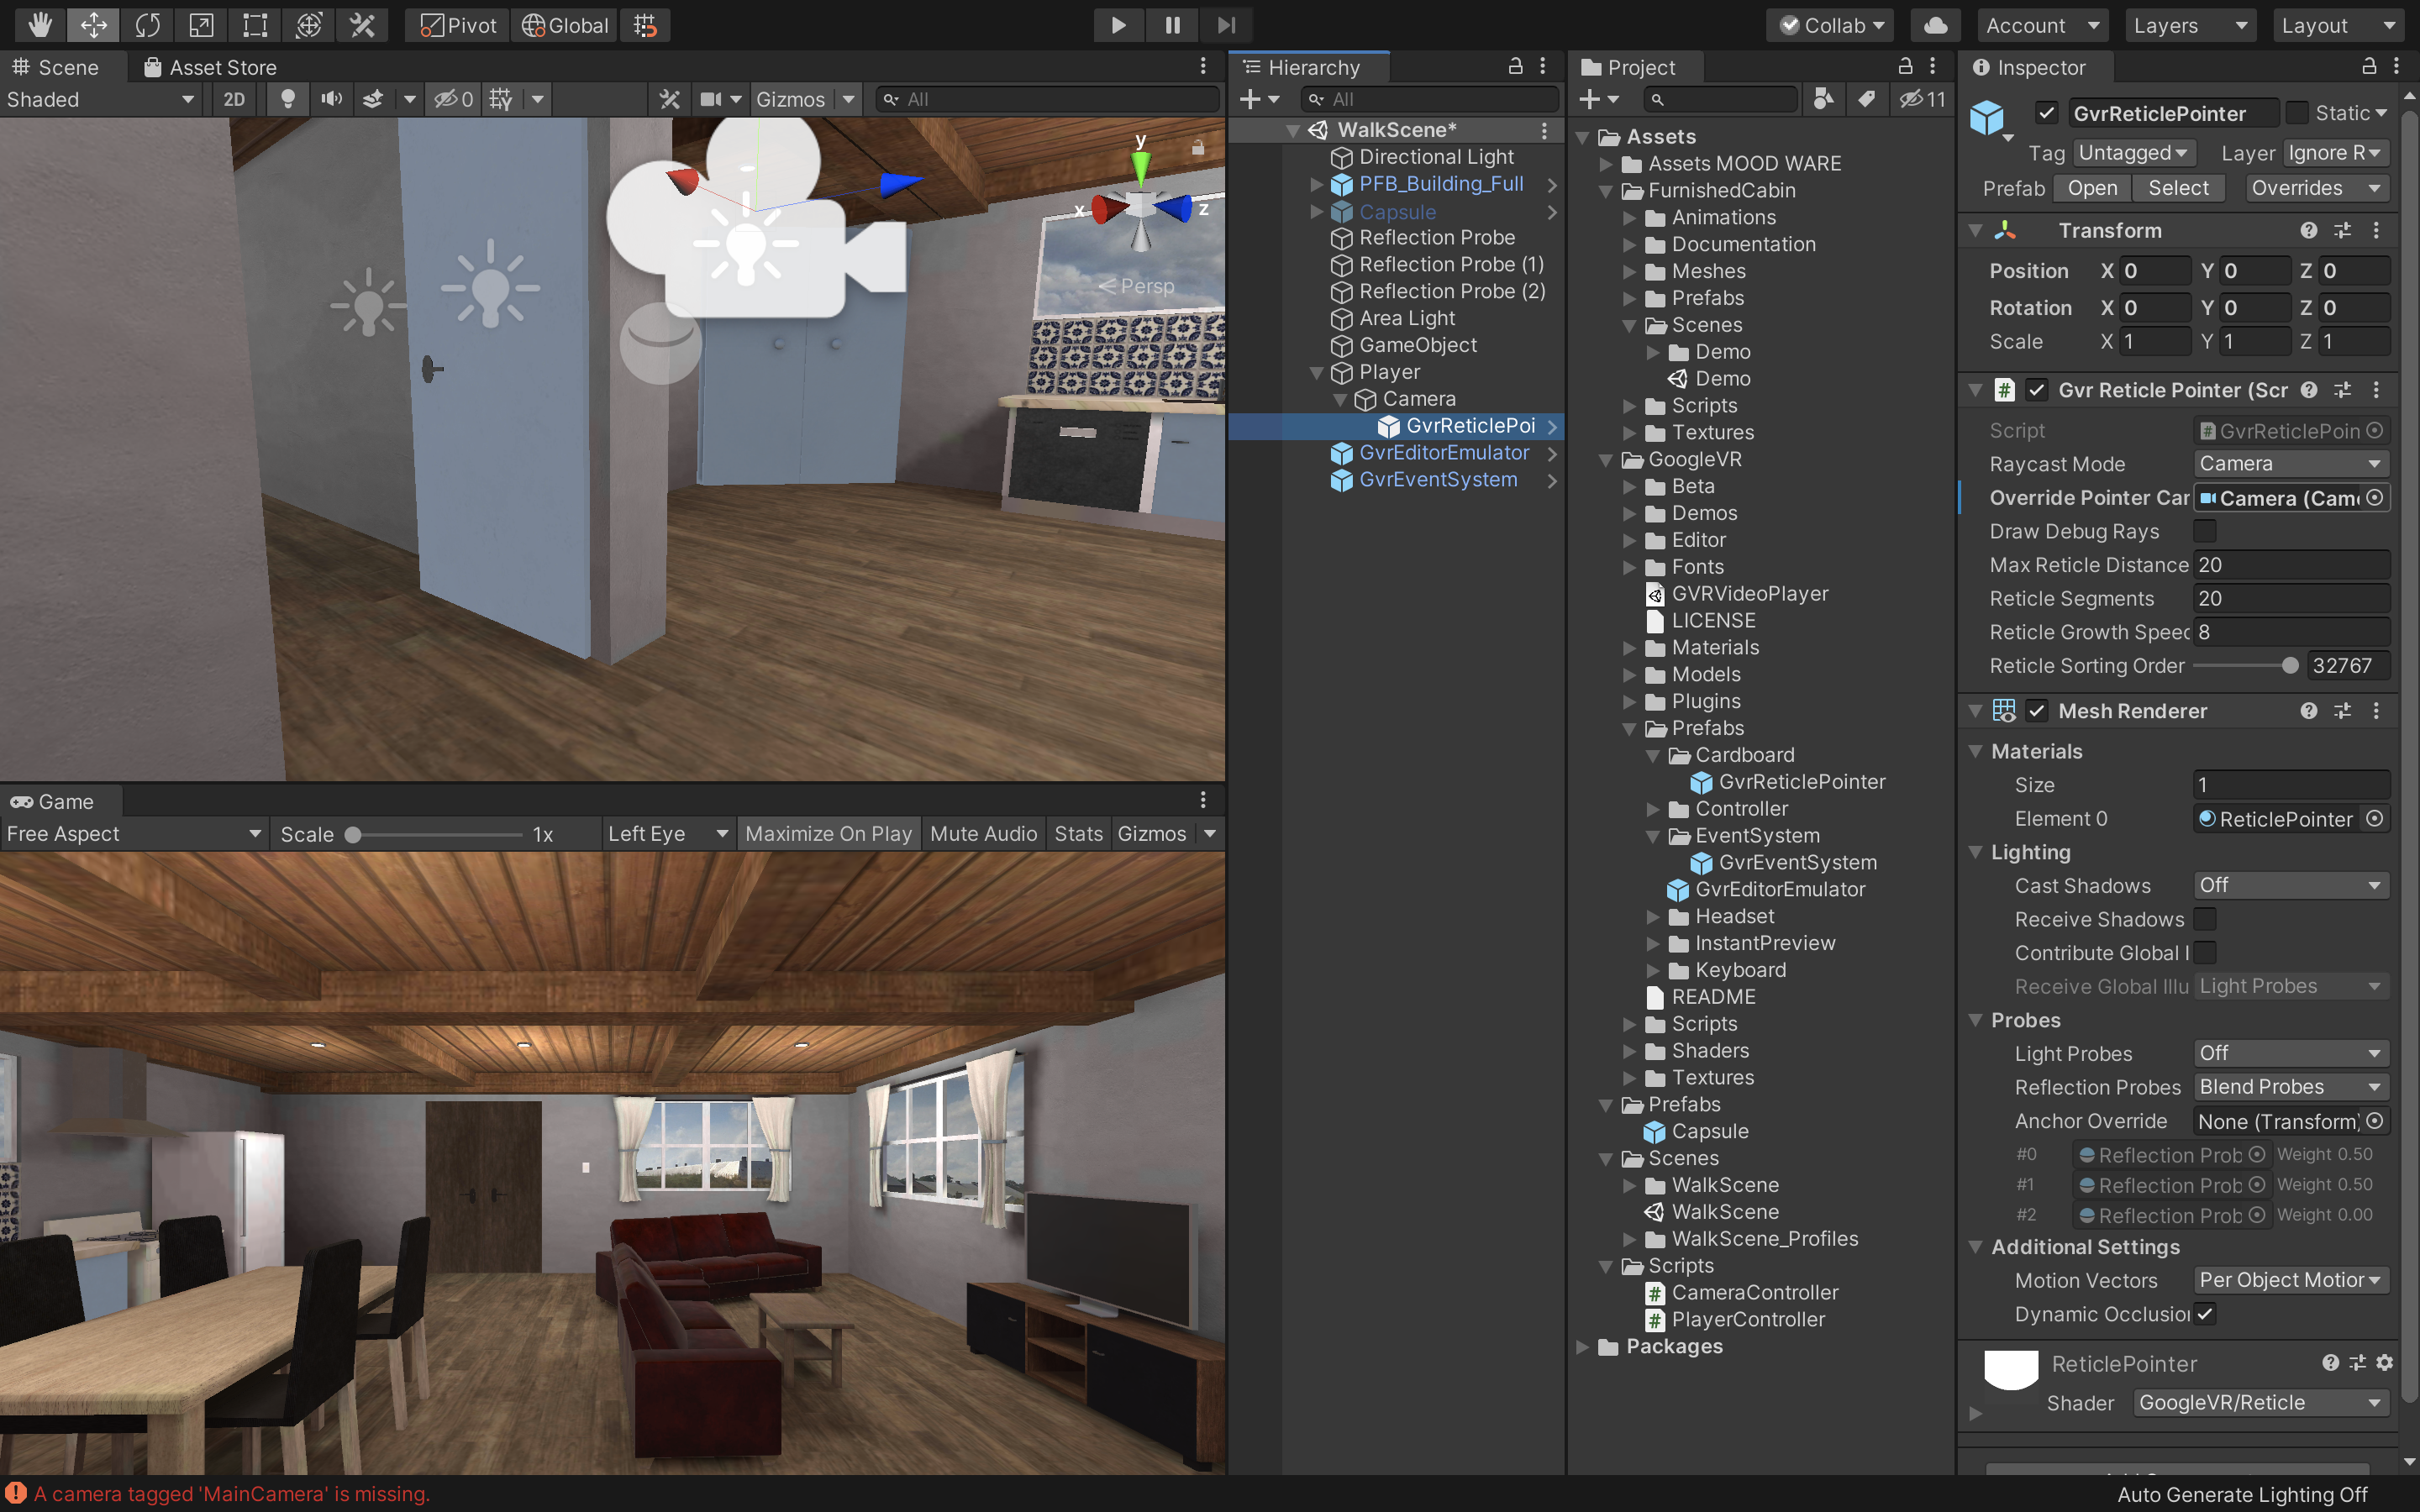 Pivot
Global
Collab
Account
Layers
Layout
Scene
Asset Store
Shaded
2D
0
Gizmos
All
y
x
z
Persp
Game
Free Aspect
Scale
1x
Left Eye
Maximize On Play
Mute Audio
Stats
Gizmos
Hierarchy
All
WalkScene*
Directional Light
PFB_Building_Full
Capsule
Reflection Probe
Reflection Probe (1)
Reflection Probe (2)
Area Light
GameObject
Player
Camera
GvrReticlePoi
GvrEditorEmulator
GvrEventSystem
Project
11
Assets
Assets MOOD WARE
FurnishedCabin
Animations
Documentation
Meshes
Prefabs
Scenes
Demo
Demo
Scripts
Textures
GoogleVR
Beta
Demos
Editor
Fonts
GVRVideoPlayer
LICENSE
Materials
Models
Plugins
Prefabs
Cardboard
GvrReticlePointer
Controller
EventSystem
GvrEventSystem
GvrEditorEmulator
Headset
InstantPreview
Keyboard
README
Scripts
Shaders
Textures
Prefabs
Capsule
Scenes
WalkScene
WalkScene
WalkScene_Profiles
Scripts
CameraController
PlayerController
Packages
Inspector
GvrReticlePointer
Static
Tag Untagged Layer Ignore R
Prefab Open Select Overrides
Transform
Position X 0 Y 0 Z 0
Rotation X 0 Y 0 Z 0
Scale X 1 Y 1 Z 1
Gvr Reticle Pointer (Scr
Script # GvrReticlePoin
Raycast Mode Camera
Override Pointer Car Camera (Cam
Draw Debug Rays
Max Reticle Distance 20
Reticle Segments 20
Reticle Growth Speed 8
Reticle Sorting Order 32767
Mesh Renderer
Materials
Size 1
Element 0 ReticlePointer
Lighting
Cast Shadows Off
Receive Shadows
Contribute Global I
Receive Global Illu Light Probes
Probes
Light Probes Off
Reflection Probes Blend Probes
Anchor Override None (Transform)
#0 Reflection Prob Weight 0.50
#1 Reflection Prob Weight 0.50
#2 Reflection Prob Weight 0.00
Additional Settings
Motion Vectors Per Object Motion
Dynamic Occlusion
ReticlePointer
Shader GoogleVR/Reticle
A camera tagged 'MainCamera' is missing.
Auto Generate Lighting Off